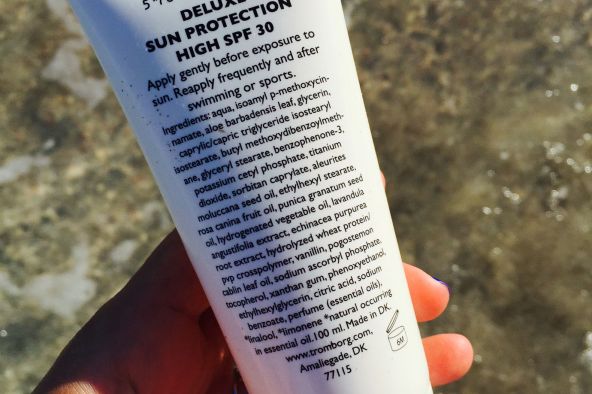 DELUXE
SUN PROTECTION
HIGH SPF 30
Apply gently before exposure to
sun. Reapply frequently and after
swimming or sports.
Ingredients: aqua, isoamyl p-methoxycin-
namate, aloe barbadensis leaf, glycerin,
caprylic/capric triglyceride isostearyl
isostearate, butyl methoxydibenzoylmeth-
ane, glyceryl stearate, benzophenone-3,
potassium cetyl phosphate, titanium
dioxide, sorbitan caprylate, aleurites
moluccana seed oil, ethylhexyl stearate,
rosa canina fruit oil, punica granatum seed
oil, hydrogenated vegetable oil, lavandula
angustifolia extract, echinacea purpurea
root extract, hydrolyzed wheat protein/
pvp crosspolymer, vanillin, pogostemon
cablin leaf oil, sodium ascorbyl phosphate,
tocopherol, xanthan gum, phenoxyethanol,
ethylhexylglycerin, citric acid, sodium
benzoate, perfume (essential oils),
*linalool, *limonene *natural occurring
in essential oil. 100 ml. Made in DK.
www.tromborg.com,
Amaliegade, DK
77115
6M